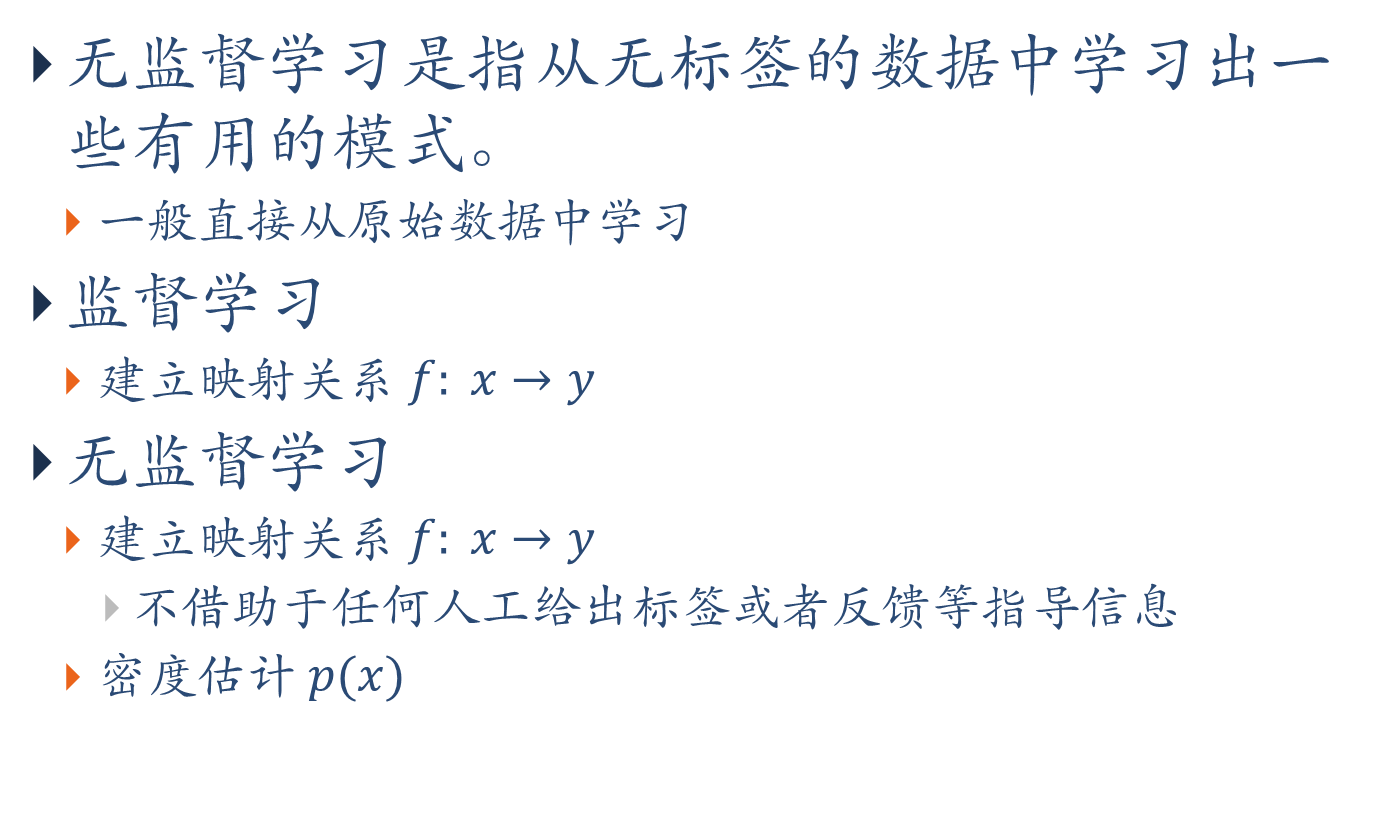 无监督学习是指从无标签的数据中学习出一
些有用的模式。
一般直接从原始数据中学习
监督学习
建立映射关系 f: x → y
无监督学习
建立映射关系 f: x → y
不借助于任何人工给出标签或者反馈等指导信息
密度估计 p(x)